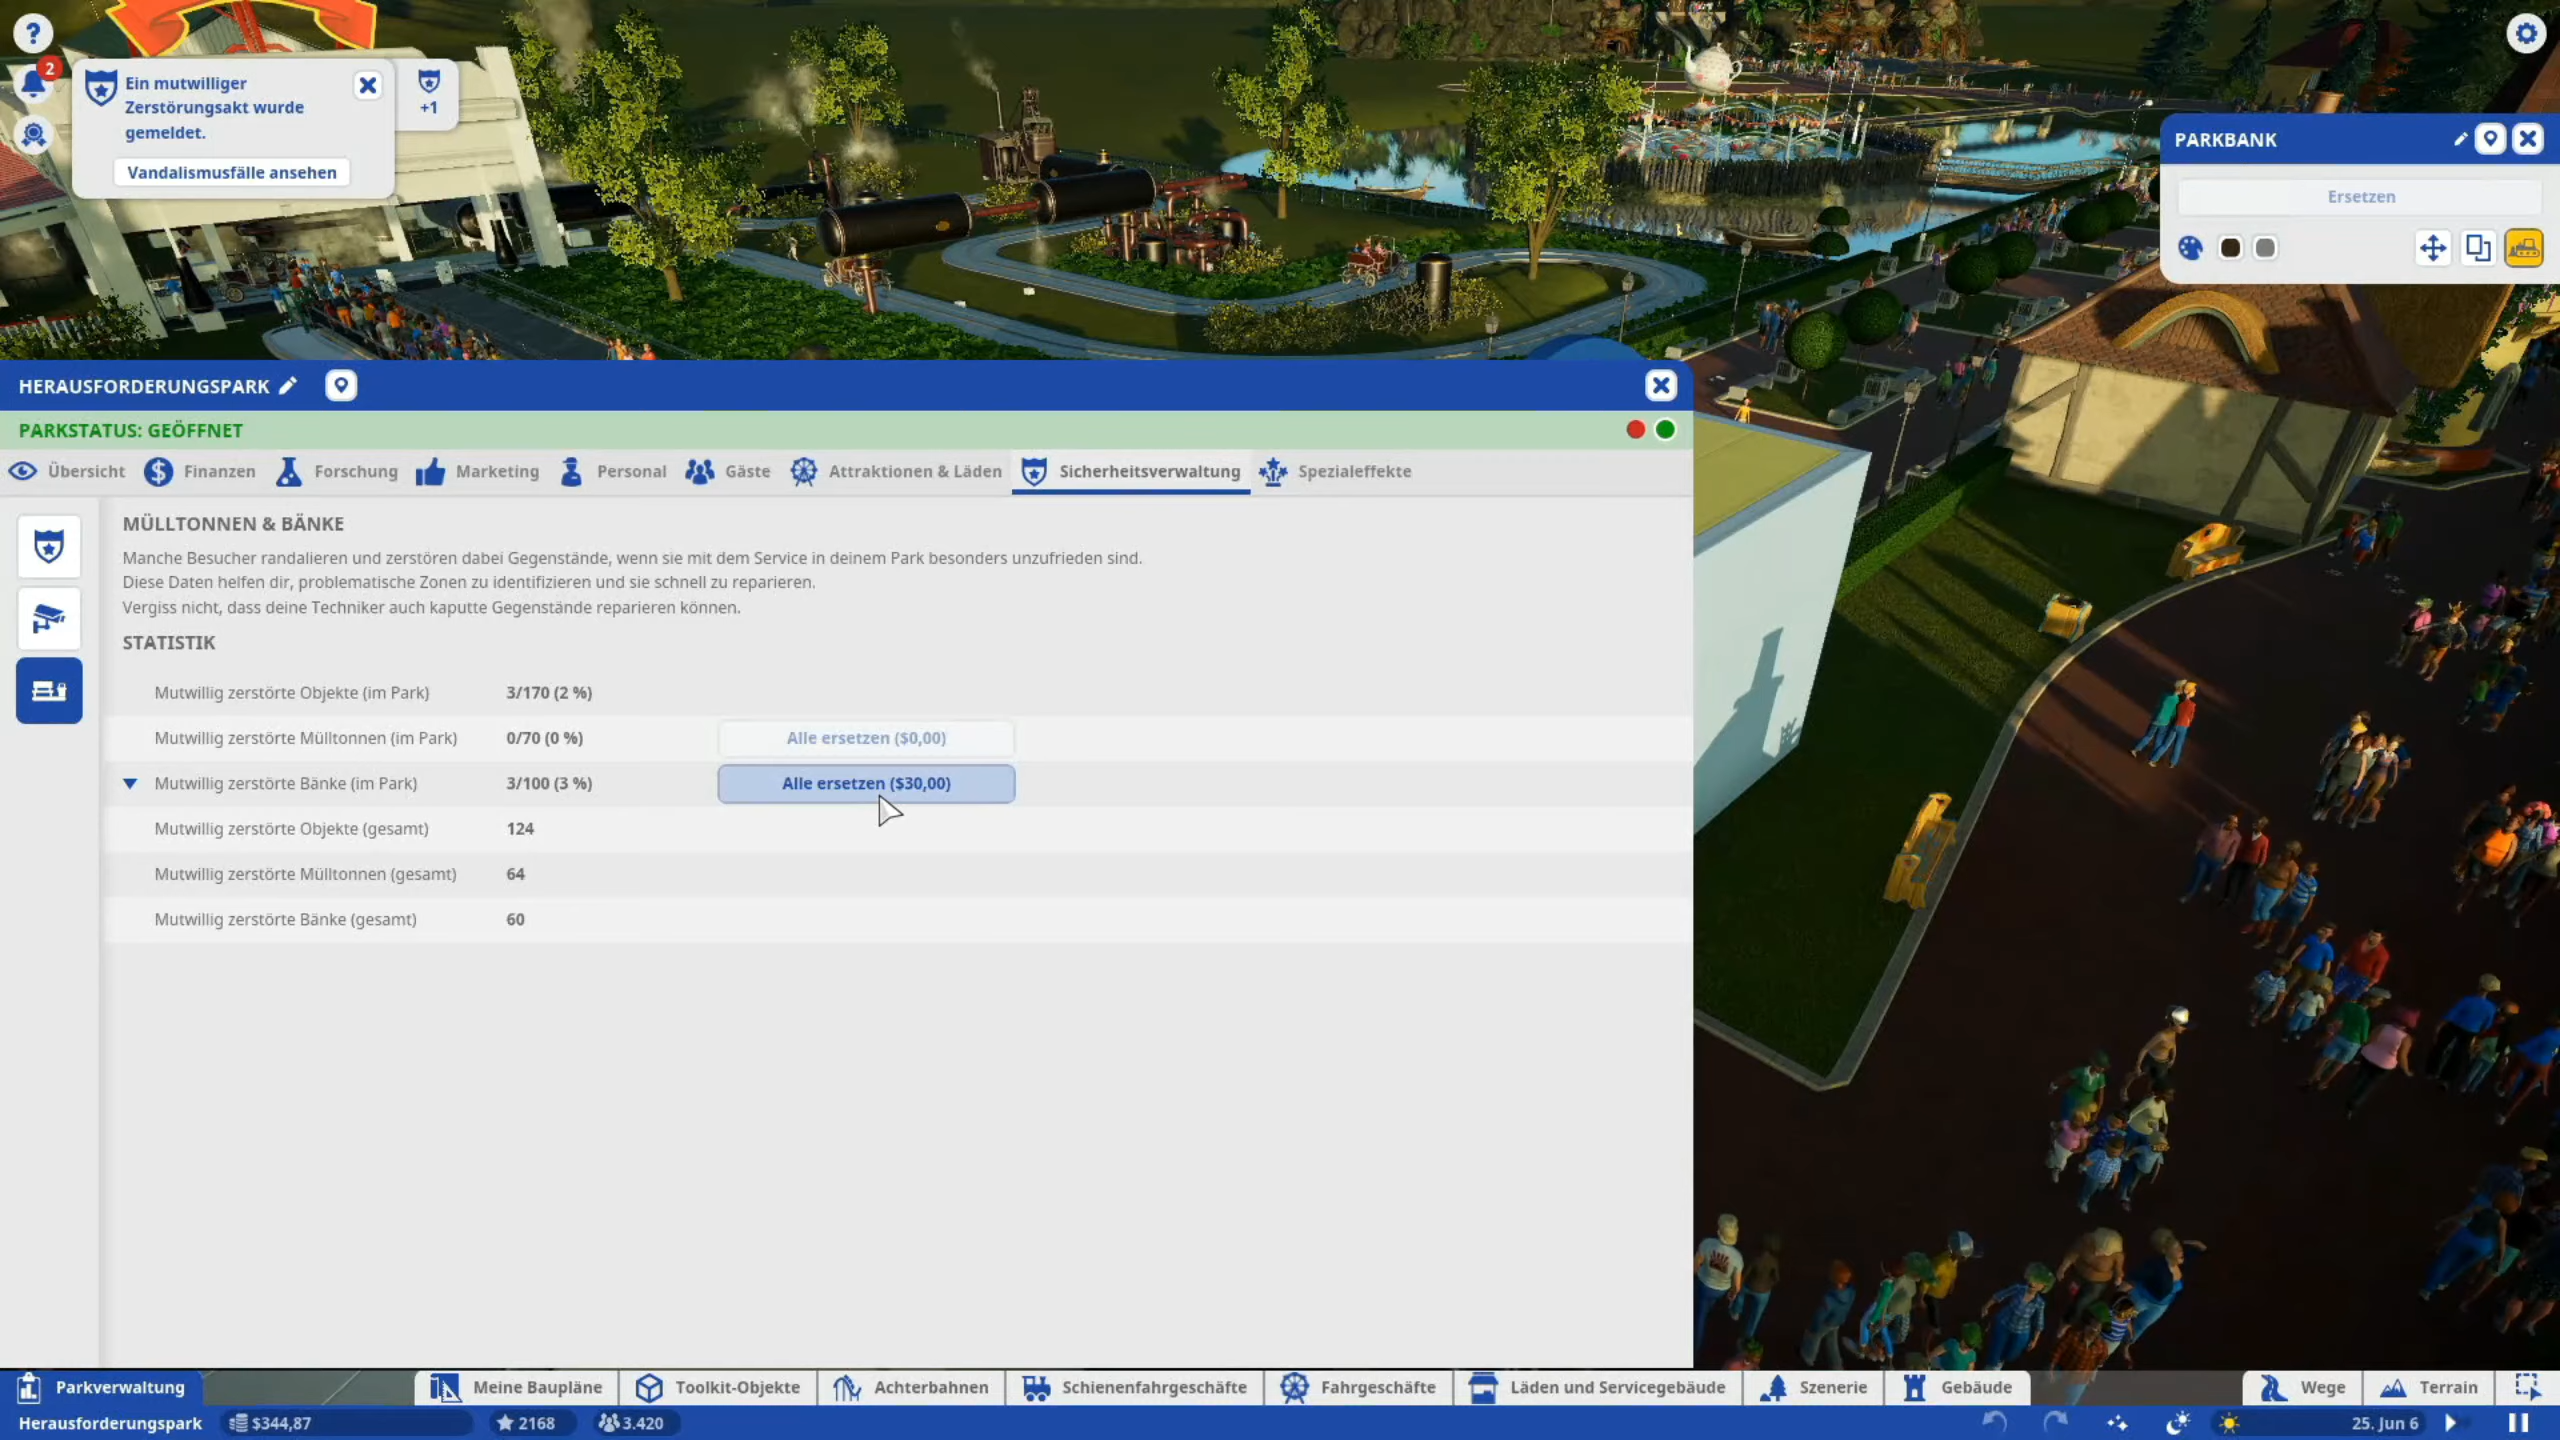 ?
2
Ein mutwilliger
Zerstörungsakt wurde
gemeldet.
+1
Vandalismusfälle ansehen
PARKBANK
Ersetzen
HERAUSFORDERUNGSPARK
PARKSTATUS: GEÖFFNET
Übersicht
Finanzen
Forschung
Marketing
Personal
Gäste
Attraktionen & Läden
Sicherheitsverwaltung
Spezialeffekte
MÜLLTONNEN & BÄNKE
Manche Besucher randalieren und zerstören dabei Gegenstände, wenn sie mit dem Service in deinem Park besonders unzufrieden sind.
Diese Daten helfen dir, problematische Zonen zu identifizieren und sie schnell zu reparieren.
Vergiss nicht, dass deine Techniker auch kaputte Gegenstände reparieren können.
STATISTIK
Mutwillig zerstörte Objekte (im Park) 3/170 (2 %)
Mutwillig zerstörte Mülltonnen (im Park) 0/70 (0 %) Alle ersetzen ($0,00)
Mutwillig zerstörte Bänke (im Park) 3/100 (3 %) Alle ersetzen ($30,00)
Mutwillig zerstörte Objekte (gesamt) 124
Mutwillig zerstörte Mülltonnen (gesamt) 64
Mutwillig zerstörte Bänke (gesamt) 60
Parkverwaltung
Meine Baupläne
Toolkit-Objekte
Achterbahnen
Schienenfahrgeschäfte
Fahrgeschäfte
Läden und Servicegebäude
Szenerie
Gebäude
Wege
Terrain
Herausforderungspark
$344,87
2168
3.420
25. Jun 6